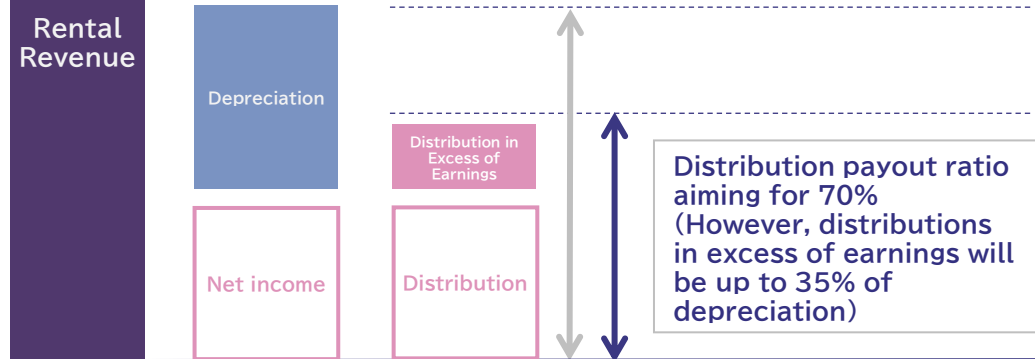 Rental
Revenue
Depreciation
Distribution in
Excess of
Earnings
Net income
Distribution
Distribution payout ratio
aiming for 70%
(However, distributions
in excess of earnings will
be up to 35% of
depreciation)